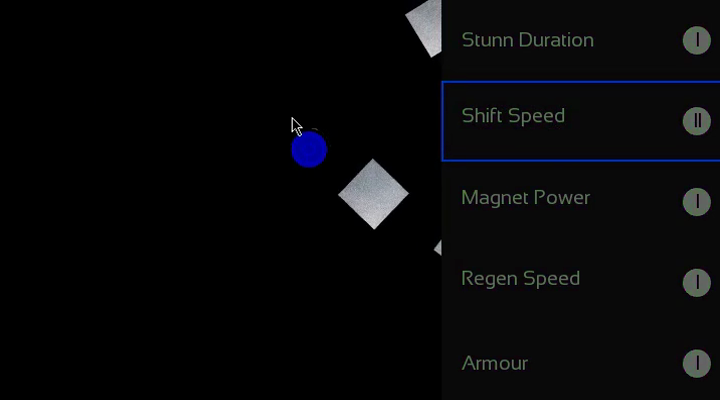 Stunn Duration I
Shift Speed II
Magnet Power I
Regen Speed I
Armour I